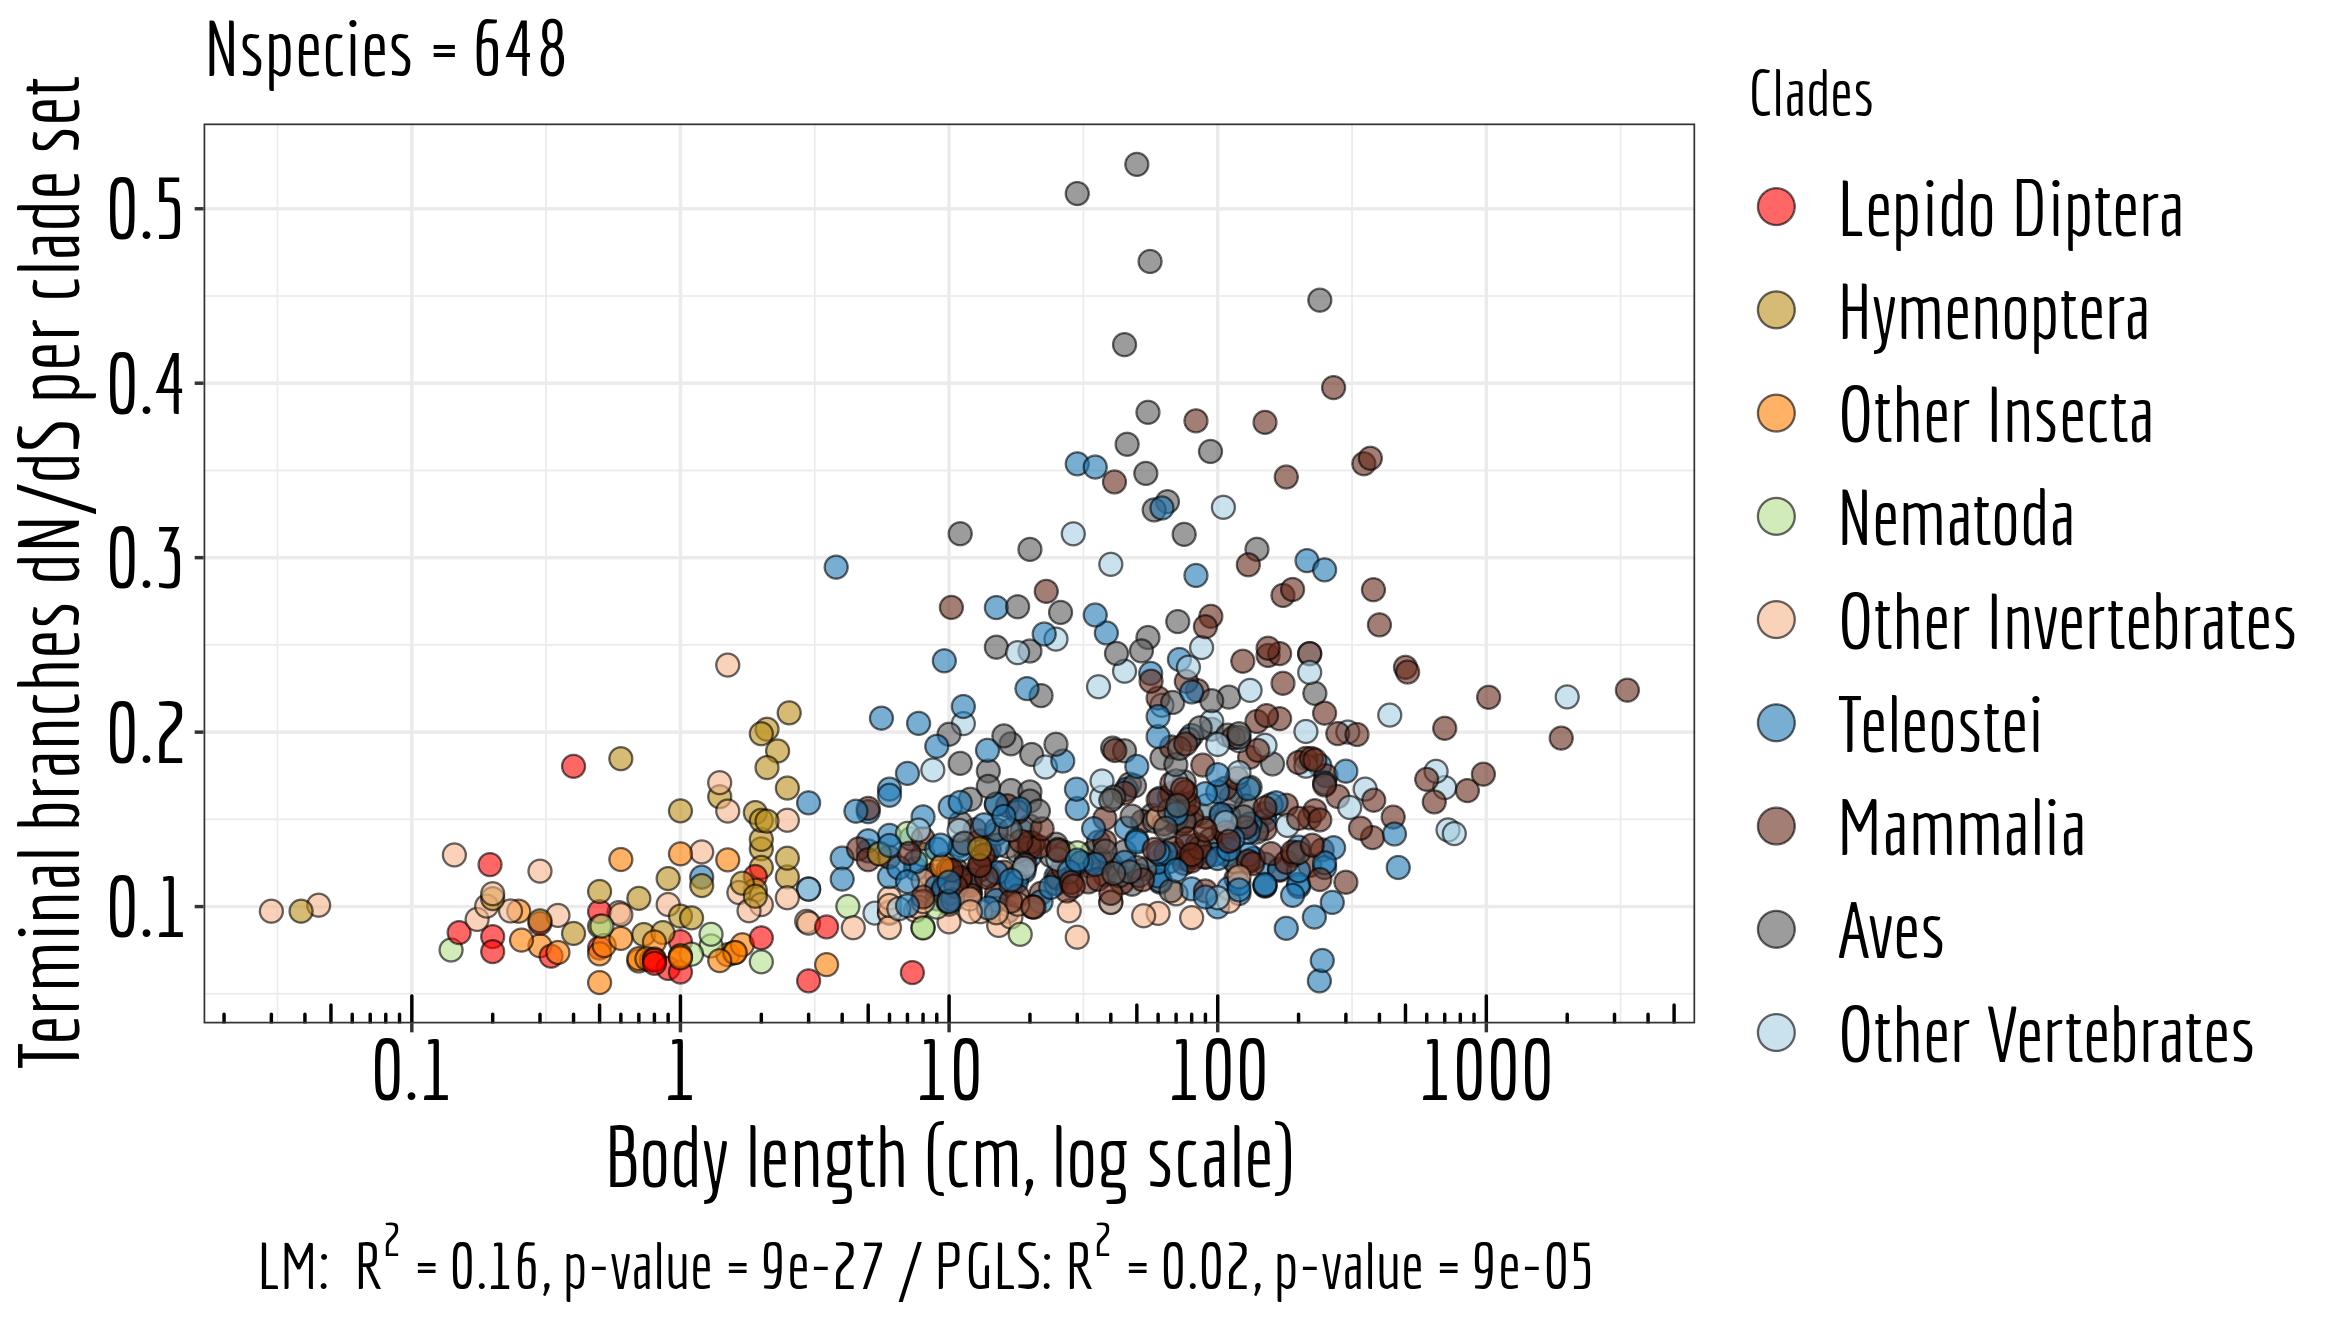 Nspecies = 648
Terminal branches dN/dS per clade set
0.5
0.4
0.3
0.2
0.1
0.1 1 10 100 1000
Body length (cm, log scale)
LM: R² = 0.16, p-value = 9e-27 / PGLS: R² = 0.02, p-value = 9e-05
Clades
Lepido Diptera
Hymenoptera
Other Insecta
Nematoda
Other Invertebrates
Teleostei
Mammalia
Aves
Other Vertebrates